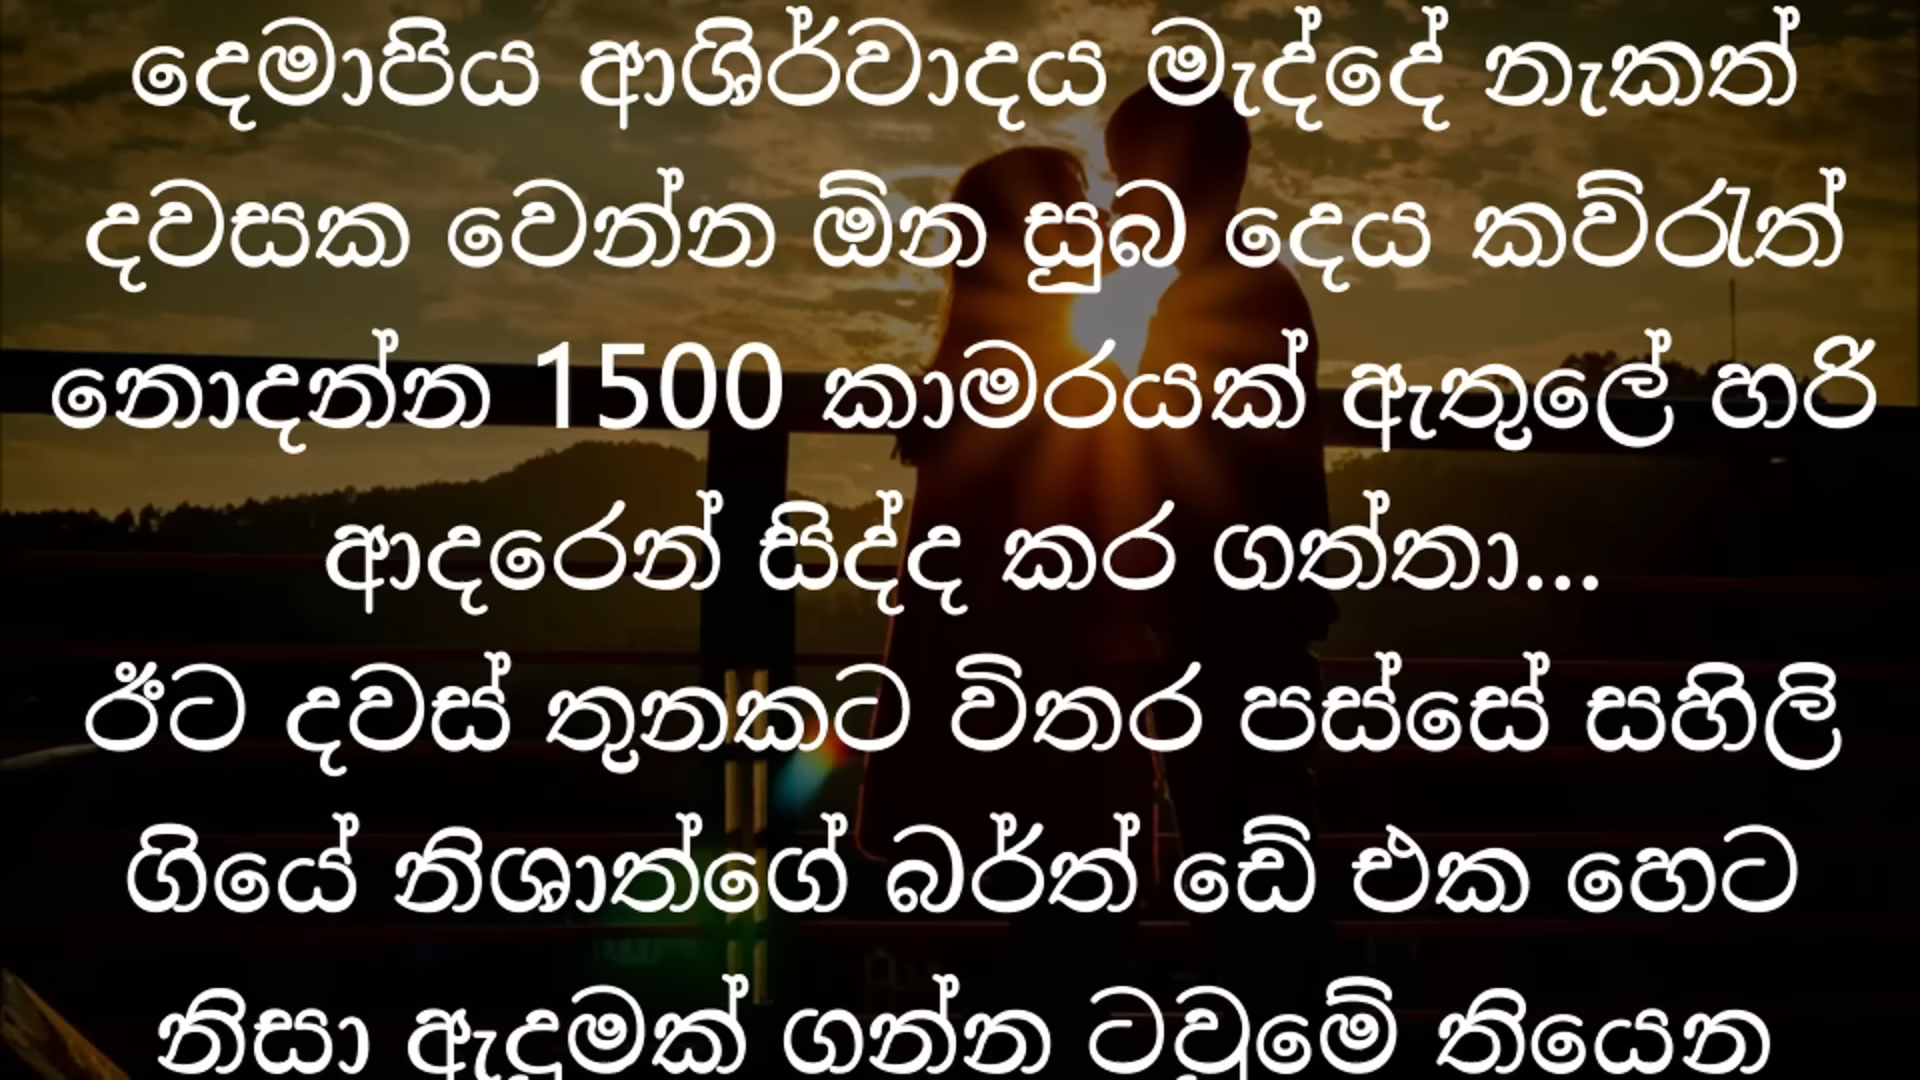 දෙමාපිය ආශිර්වාදය මැද්දේ නැකත්
දවසක වෙන්න ඕන සුබ දෙය කව්රුත්
නොදන්න 1500 කාමරයක් ඇතුලේ හරි
ආදරෙන් සිද්ද කර ගත්තා...
ඊට දවස් තුනකට විතර පස්සේ සහිලි
ගියේ නිශාත්ගේ බර්ත් ඩේ එක හෙට
නිසා ඇඳුමක් ගන්න ටවුමේ තියෙන